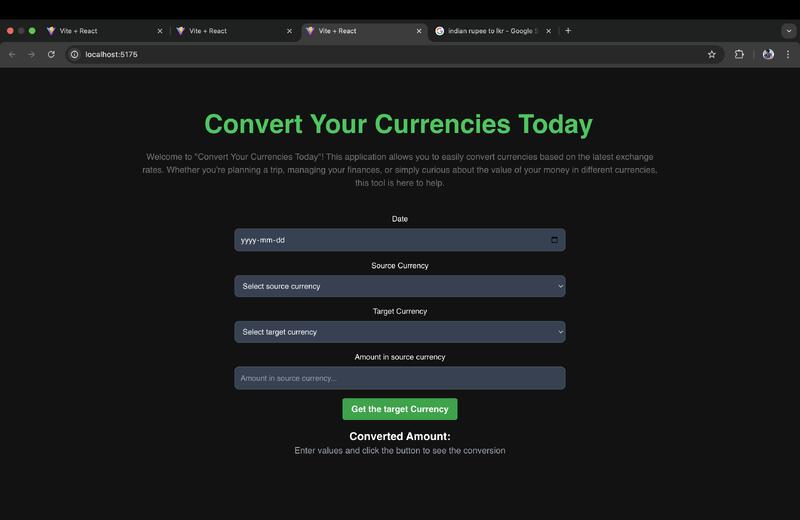 Vite + React
Vite + React
Vite + React
indian rupee to lkr - Google S
localhost:5175
Convert Your Currencies Today
Welcome to "Convert Your Currencies Today"! This application allows you to easily convert currencies based on the latest exchange
rates. Whether you're planning a trip, managing your finances, or simply curious about the value of your money in different currencies,
this tool is here to help.
Date
yyyy-mm-dd
Source Currency
Select source currency
Target Currency
Select target currency
Amount in source currency
Amount in source currency...
Get the target Currency
Converted Amount:
Enter values and click the button to see the conversion